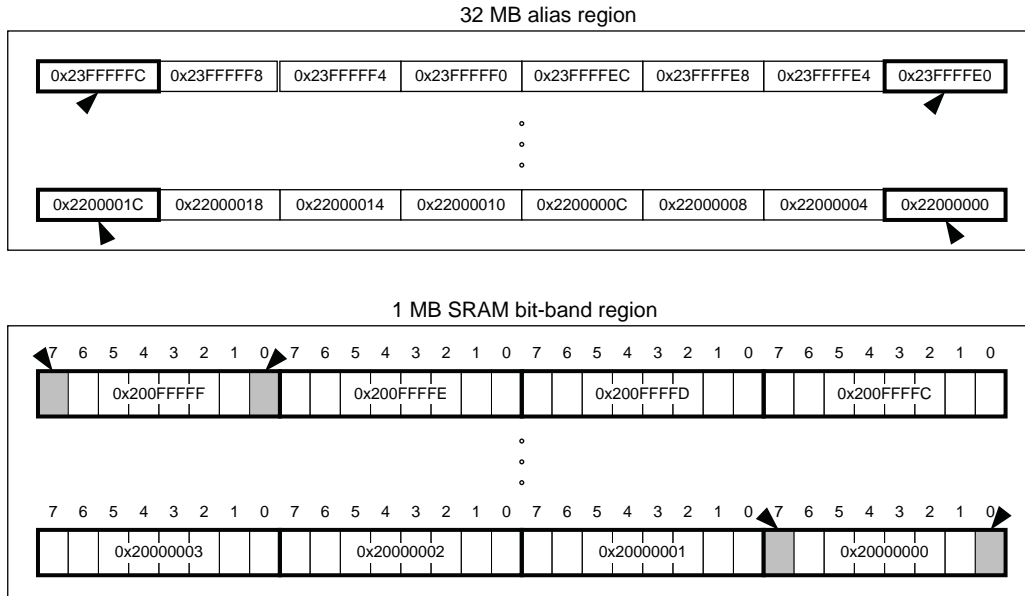 32 MB alias region
0x23FFFFFC 0x23FFFFF8 0x23FFFFF4 0x23FFFFF0 0x23FFFFEC 0x23FFFFE8 0x23FFFFE4 0x23FFFFE0
0x2200001C 0x22000018 0x22000014 0x22000010 0x2200000C 0x22000008 0x22000004 0x22000000
1 MB SRAM bit-band region
7 6 5 4 3 2 1 0 7 6 5 4 3 2 1 0 7 6 5 4 3 2 1 0 7 6 5 4 3 2 1 0
0x200FFFFF 0x200FFFFE 0x200FFFFD 0x200FFFFC
7 6 5 4 3 2 1 0 7 6 5 4 3 2 1 0 7 6 5 4 3 2 1 0 7 6 5 4 3 2 1 0
0x20000003 0x20000002 0x20000001 0x20000000